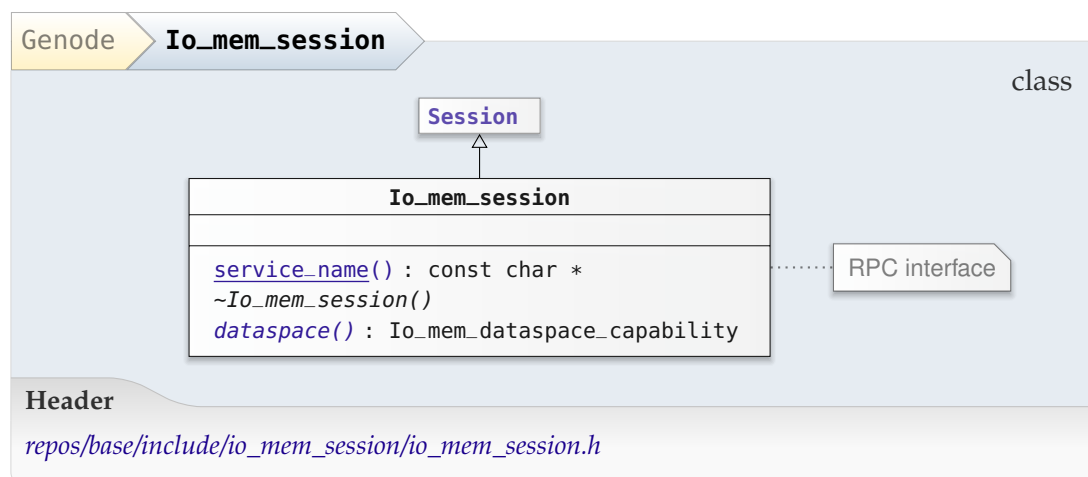 Genode Io_mem_session
class
Session
Io_mem_session
service_name() : const char *
~Io_mem_session()
dataspace() : Io_mem_dataspace_capability
RPC interface
Header
repos/base/include/io_mem_session/io_mem_session.h